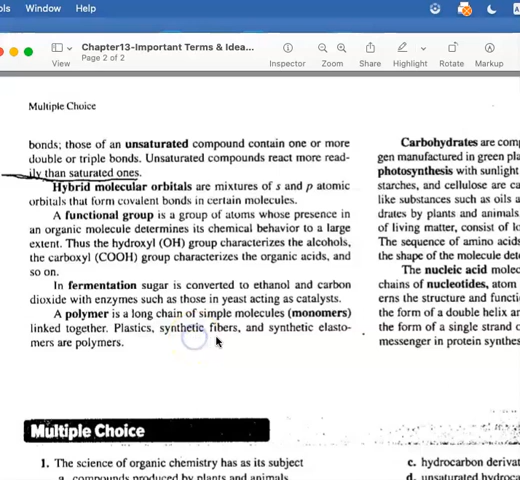 ols
Window
Help
Chapter13-Important Terms & Idea...
Page 2 of 2
View
Inspector
Zoom
Share
Highlight
Rotate
Markup
Multiple Choice
bonds; those of an unsaturated compound contain one or more
double or triple bonds. Unsaturated compounds react more read-
ily than saturated ones.
Hybrid molecular orbitals are mixtures of s and p atomic
orbitals that form covalent bonds in certain molecules.
A functional group is a group of atoms whose presence in
an organic molecule determines its chemical behavior to a large
extent. Thus the hydroxyl (OH) group characterizes the alcohols,
the carboxyl (COOH) group characterizes the organic acids, and
so on.
In fermentation sugar is converted to ethanol and carbon
dioxide with enzymes such as those in yeast acting as catalysts.
A polymer is a long chain of simple molecules (monomers)
linked together. Plastics, synthetic fibers, and synthetic elasto-
mers are polymers.
Carbohydrates are com
gen manufactured in green pla
photosynthesis with sunlight
starches, and cellulose are ca
like substances such as oils a
drates by plants and animals.
of living matter, consist of lo
The sequence of amino acids
the shape of the molecule det
The nucleic acid molec
chains of nucleotides, atom
erns the structure and functi
the form of a double helix an
the form of a single strand c
messenger in protein synthes
Multiple Choice
1. The science of organic chemistry has as its subject
a. compounds produced by plants and animals
c. hydrocarbon derivat
d. unsaturated hydroca